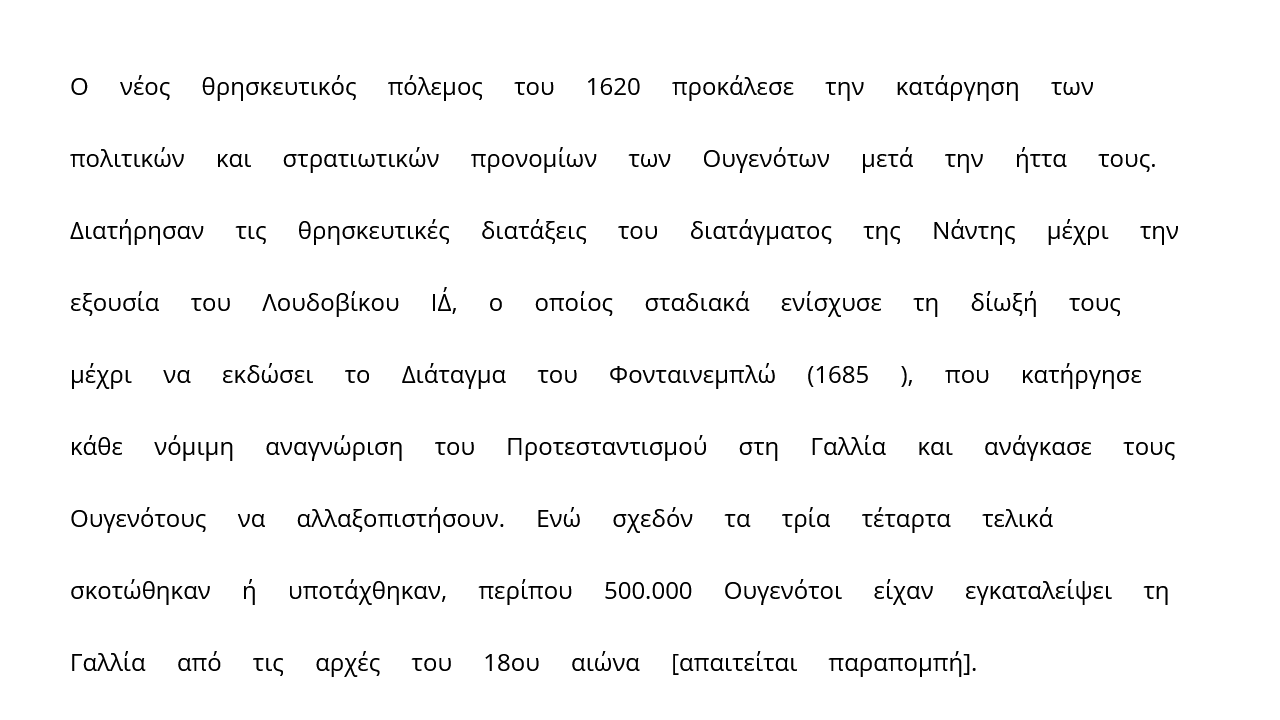 Ο νέος θρησκευτικός πόλεμος του 1620 προκάλεσε την κατάργηση των
πολιτικών και στρατιωτικών προνομίων των Ουγενότων μετά την ήττα τους.
Διατήρησαν τις θρησκευτικές διατάξεις του διατάγματος της Νάντης μέχρι την
εξουσία του Λουδοβίκου ΙΔ́, ο οποίος σταδιακά ενίσχυσε τη δίωξή τους
μέχρι να εκδώσει το Διάταγμα του Φονταινεμπλώ (1685 ), που κατήργησε
κάθε νόμιμη αναγνώριση του Προτεσταντισμού στη Γαλλία και ανάγκασε τους
Ουγενότους να αλλαξοπιστήσουν. Ενώ σχεδόν τα τρία τέταρτα τελικά
σκοτώθηκαν ή υποτάχθηκαν, περίπου 500.000 Ουγενότοι είχαν εγκαταλείψει τη
Γαλλία από τις αρχές του 18ου αιώνα [απαιτείται παραπομπή].